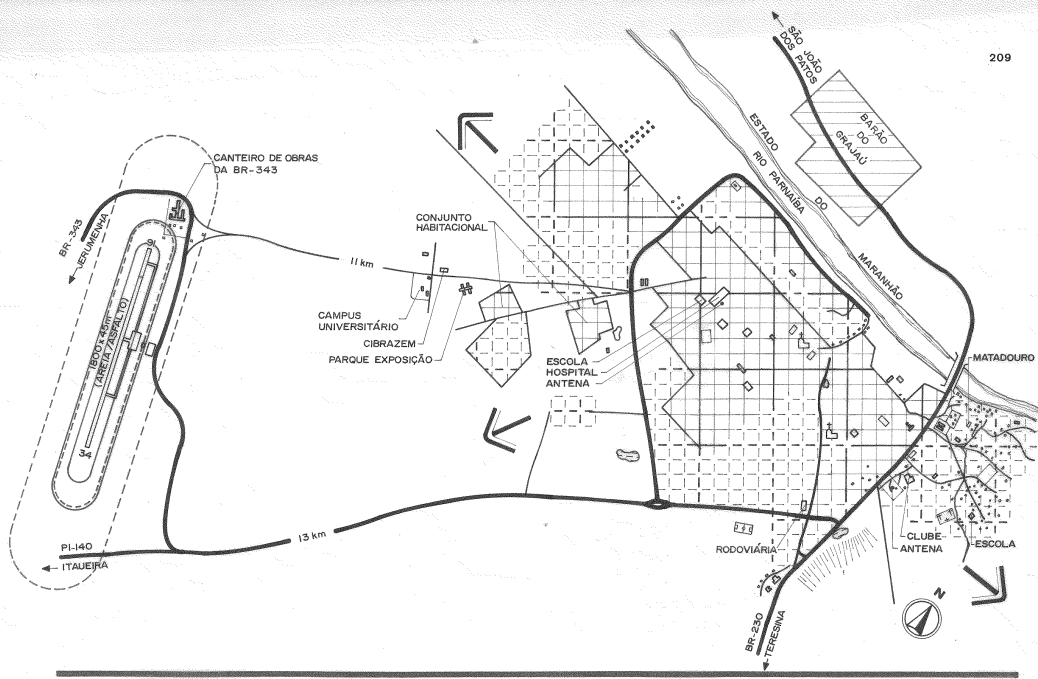 209
SÃO JOÃO
DOS PATOS
BARÃO
DO
GRAJAÚ
ESTADO
DO
MARANHÃO
RIO PARNAÍBA
CANTEIRO DE OBRAS
DA BR-343
BR-343
JERUMENHA
CONJUNTO
HABITACIONAL
11 km
CAMPUS
UNIVERSITÁRIO
CIBRAZEM
PARQUE EXPOSIÇÃO
1800 x 45m
(AREIA/ASFALTO)
34
ESCOLA
HOSPITAL
ANTENA
MATADOURO
13 km
PI-140
ITAUEIRA
RODOVIÁRIA
CLUBE
ANTENA
ESCOLA
N
BR-230
TERESINA